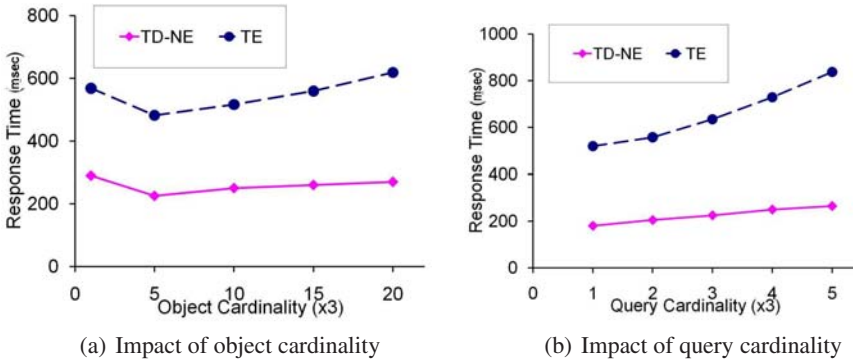 800
600
400
200
0
Response Time (msec)
TD-NE TE
0 5 10 15 20
Object Cardinality (x3)
(a) Impact of object cardinality
1000
800
600
400
200
0
Response Time (msec)
TD-NE TE
0 1 2 3 4 5
Query Cardinality (x3)
(b) Impact of query cardinality